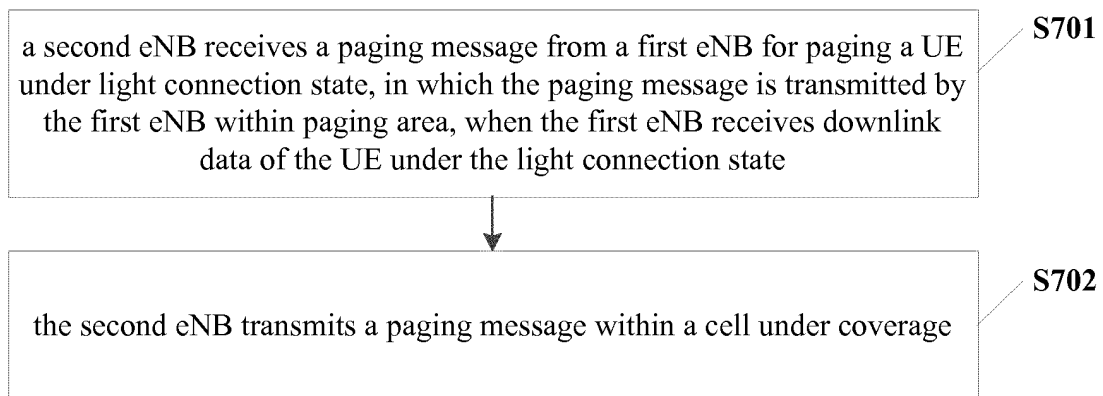 a second eNB receives a paging message from a first eNB for paging a UE
under light connection state, in which the paging message is transmitted by
the first eNB within paging area, when the first eNB receives downlink
data of the UE under the light connection state
S701
the second eNB transmits a paging message within a cell under coverage
S702